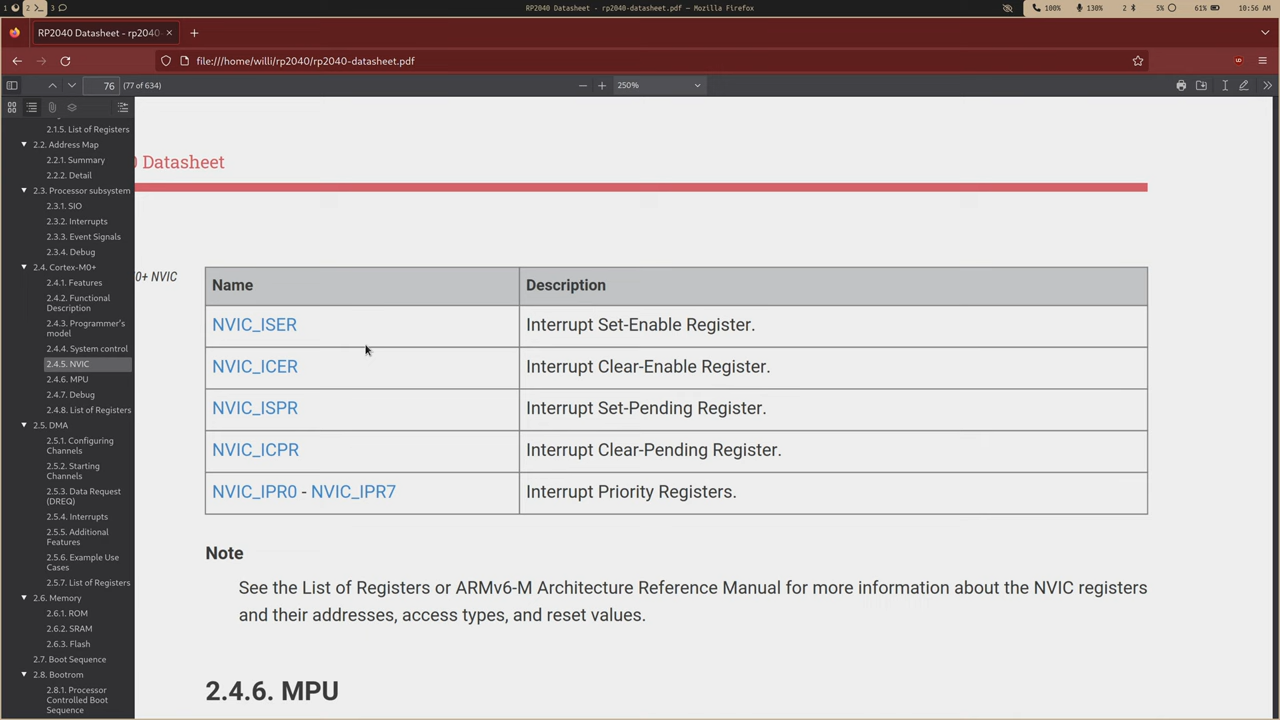 1 2 3
RP2040 Datasheet - rp2040-datasheet.pdf - Mozilla Firefox
100% 130% 2 5% 61% 10:56 AM
RP2040 Datasheet - rp2040-
file:///home/willi/rp2040/rp2040-datasheet.pdf
76 (77 of 634)
250%
2.1.5. List of Registers
2.2. Address Map
2.2.1. Summary
2.2.2. Detail
2.3. Processor subsystem
2.3.1. SIO
2.3.2. Interrupts
2.3.3. Event Signals
2.3.4. Debug
2.4. Cortex-M0+
2.4.1. Features
2.4.2. Functional
Description
2.4.3. Programmer's
model
2.4.4. System control
2.4.5. NVIC
2.4.6. MPU
2.4.7. Debug
2.4.8. List of Registers
2.5. DMA
2.5.1. Configuring
Channels
2.5.2. Starting
Channels
2.5.3. Data Request
(DREQ)
2.5.4. Interrupts
2.5.5. Additional
Features
2.5.6. Example Use
Cases
2.5.7. List of Registers
2.6. Memory
2.6.1. ROM
2.6.2. SRAM
2.6.3. Flash
2.7. Boot Sequence
2.8. Bootrom
2.8.1. Processor
Controlled Boot
Sequence
0 Datasheet
0+ NVIC
Name Description
NVIC_ISER Interrupt Set-Enable Register.
NVIC_ICER Interrupt Clear-Enable Register.
NVIC_ISPR Interrupt Set-Pending Register.
NVIC_ICPR Interrupt Clear-Pending Register.
NVIC_IPR0 - NVIC_IPR7 Interrupt Priority Registers.
Note
See the List of Registers or ARMv6-M Architecture Reference Manual for more information about the NVIC registers
and their addresses, access types, and reset values.
2.4.6. MPU